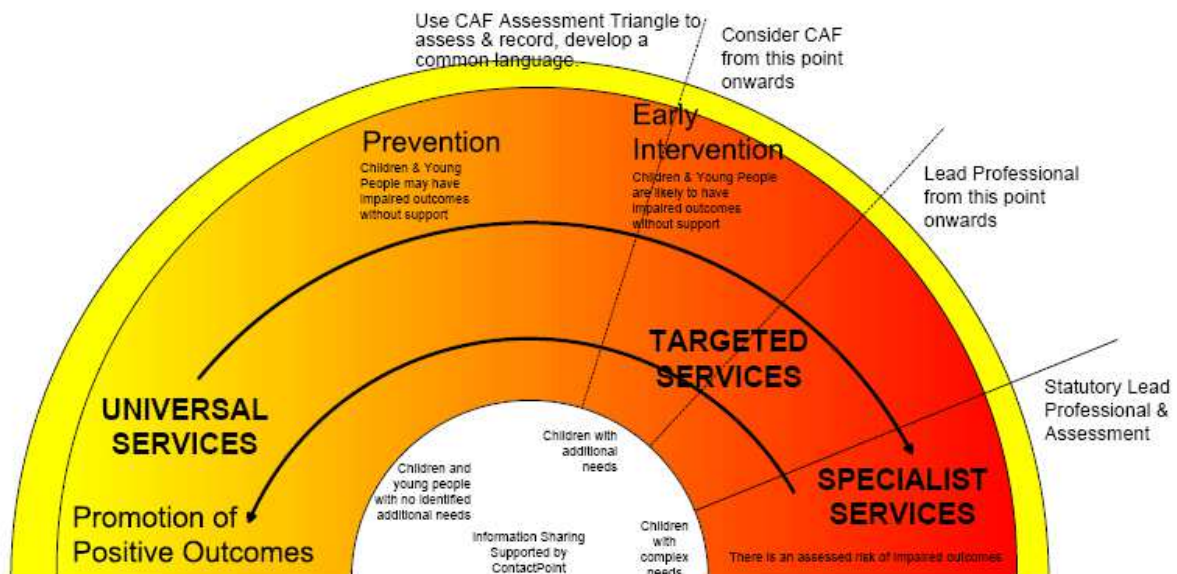 Use CAF Assessment Triangle to
assess & record, develop a
common language.
Consider CAF
from this point
onwards
Early
Intervention
Children & Young People
are likely to have
impaired outcomes
without support
Prevention
Children & Young
People may have
impaired outcomes
without support
Lead Professional
from this point
onwards
TARGETED
SERVICES
Statutory Lead
Professional &
Assessment
UNIVERSAL
SERVICES
Children with
additional
needs
Children and
young people
with no identified
additional needs
SPECIALIST
SERVICES
Promotion of
Positive Outcomes
Information Sharing
Supported by
ContactPoint
Children
with
complex
needs
There is an assessed risk of impaired outcomes